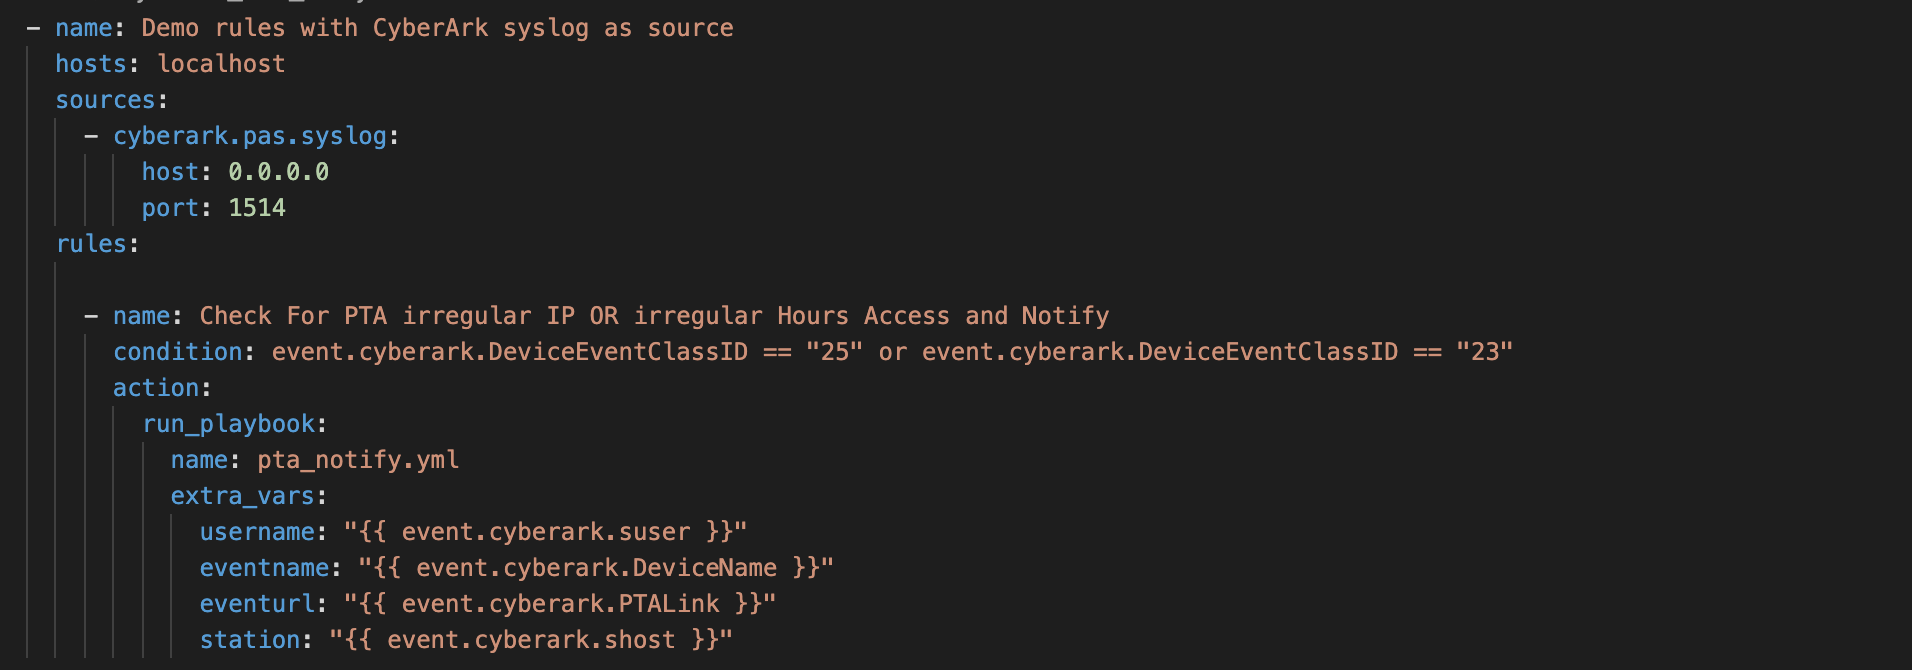 - name: Demo rules with CyberArk syslog as source
  hosts: localhost
  sources:
    - cyberark.pas.syslog:
        host: 0.0.0.0
        port: 1514
  rules:

    - name: Check For PTA irregular IP OR irregular Hours Access and Notify
      condition: event.cyberark.DeviceEventClassID == "25" or event.cyberark.DeviceEventClassID == "23"
      action:
        run_playbook:
          name: pta_notify.yml
          extra_vars:
            username: "{{ event.cyberark.suser }}"
            eventname: "{{ event.cyberark.DeviceName }}"
            eventurl: "{{ event.cyberark.PTALink }}"
            station: "{{ event.cyberark.shost }}"